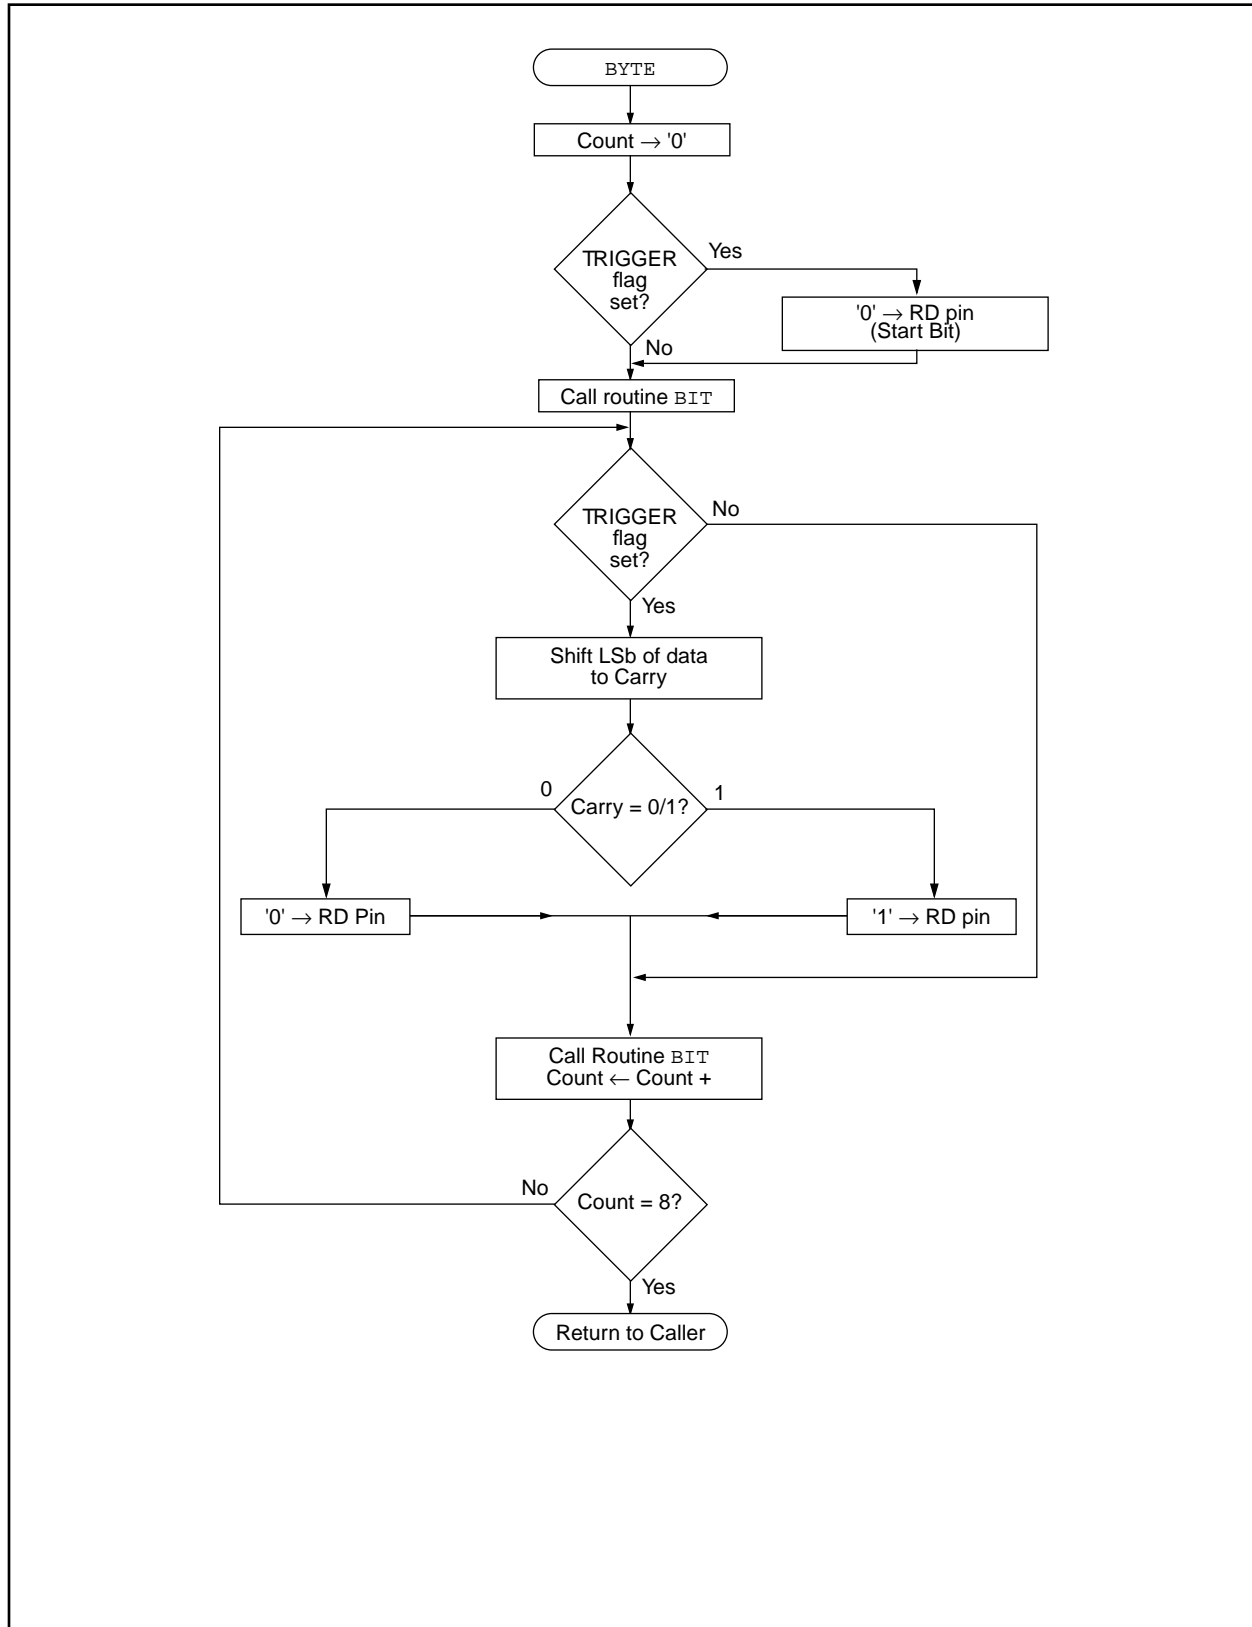 BYTE
Count → '0'
TRIGGER
flag
set?
Yes
'0' → RD pin
(Start Bit)
No
Call routine BIT
TRIGGER
flag
set?
No
Yes
Shift LSb of data
to Carry
0
Carry = 0/1?
1
'0' → RD Pin
'1' → RD pin
Call Routine BIT
Count ← Count +
No
Count = 8?
Yes
Return to Caller